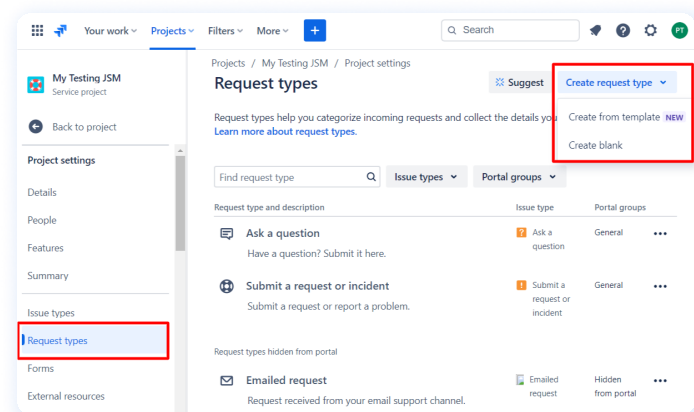 Your work Projects Filters More + Search PT
Projects / My Testing JSM / Project settings
My Testing JSM
Service project
Back to project
Project settings
Details
People
Features
Summary
Issue types
Request types
Forms
External resources
Request types
Suggest
Create request type
Create from template NEW
Create blank
Request types help you categorize incoming requests and collect the details you
Learn more about request types.
Find request type Issue types Portal groups
Request type and description Issue type Portal groups
Ask a question
Have a question? Submit it here.
Ask a
question
General
Submit a request or incident
Submit a request or report a problem.
Submit a
request or
incident
General
Request types hidden from portal
Emailed request
Request received from your email support channel.
Emailed
request
Hidden
from portal